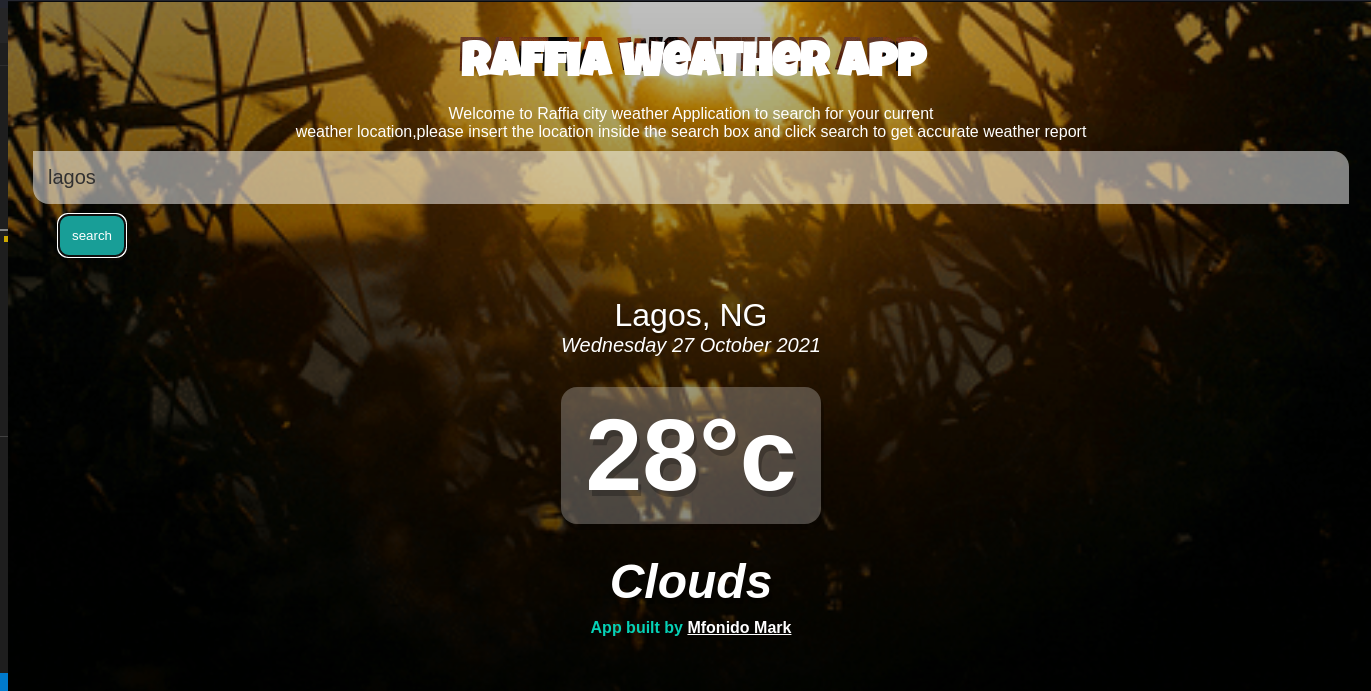 RAFFIA WEATHER APP
Welcome to Raffia city weather Application to search for your current
weather location,please insert the location inside the search box and click search to get accurate weather report
lagos
search
Lagos, NG
Wednesday 27 October 2021
28°c
Clouds
App built by Mfonido Mark